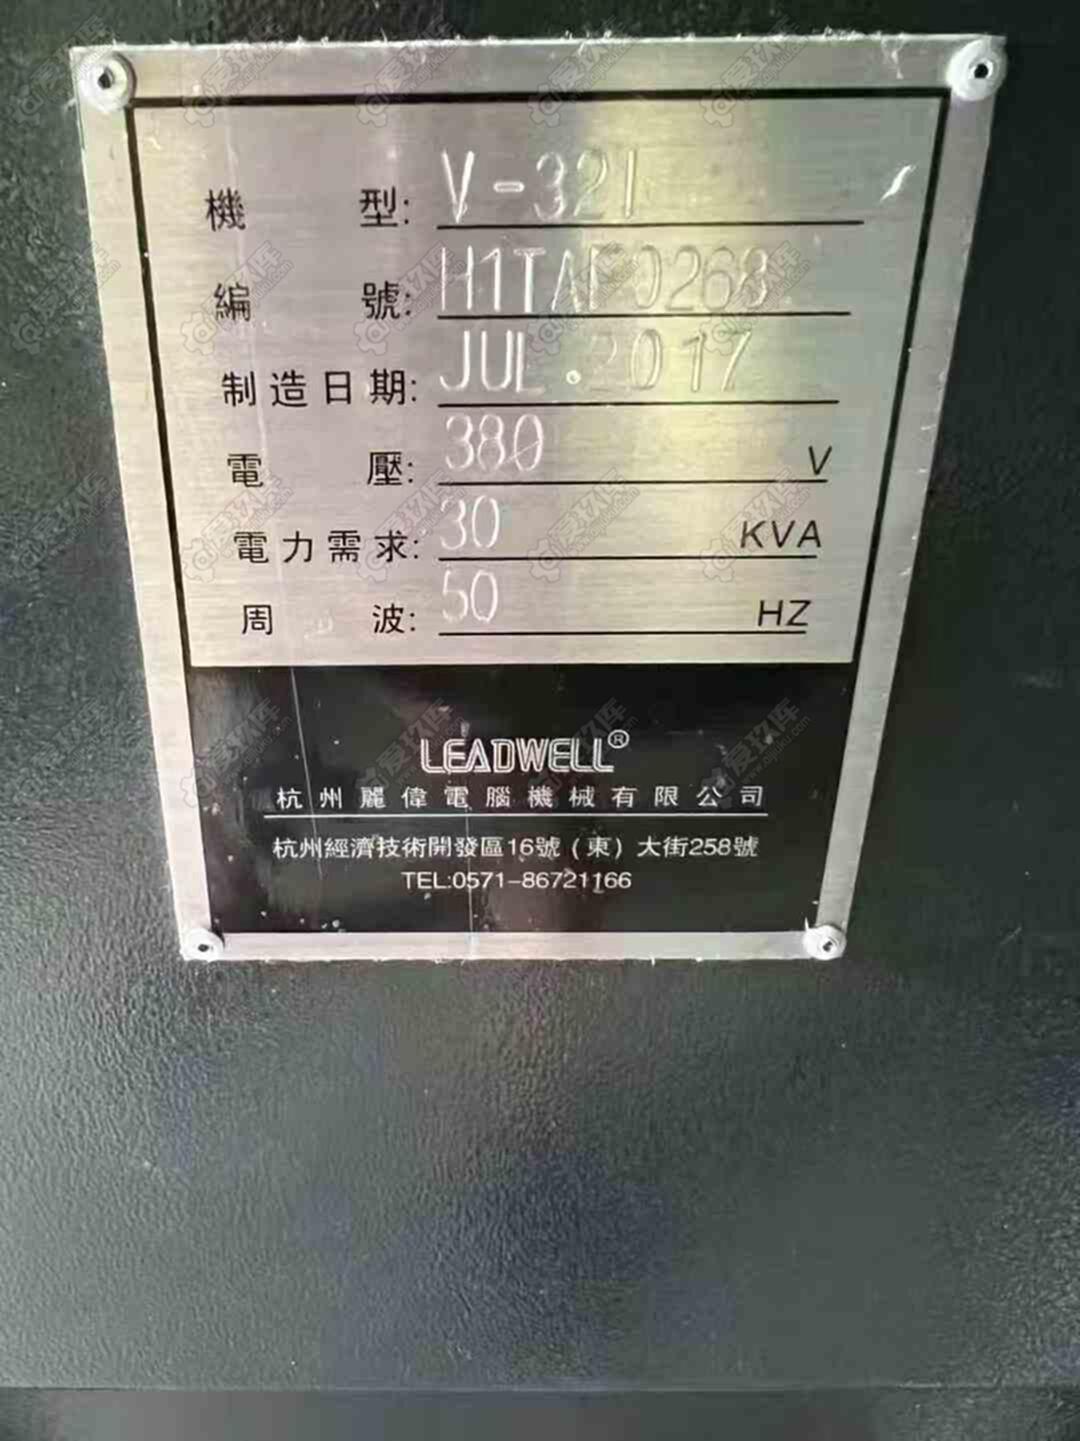 機型: V-32I
編號: H1TAF0268
制造日期: JUL.2017
電壓: 380 V
電力需求: 30 KVA
周波: 50 HZ
LEADWELL®
杭州麗偉電腦機械有限公司
杭州經濟技術開發區16號（東）大街258號
TEL:0571-86721166